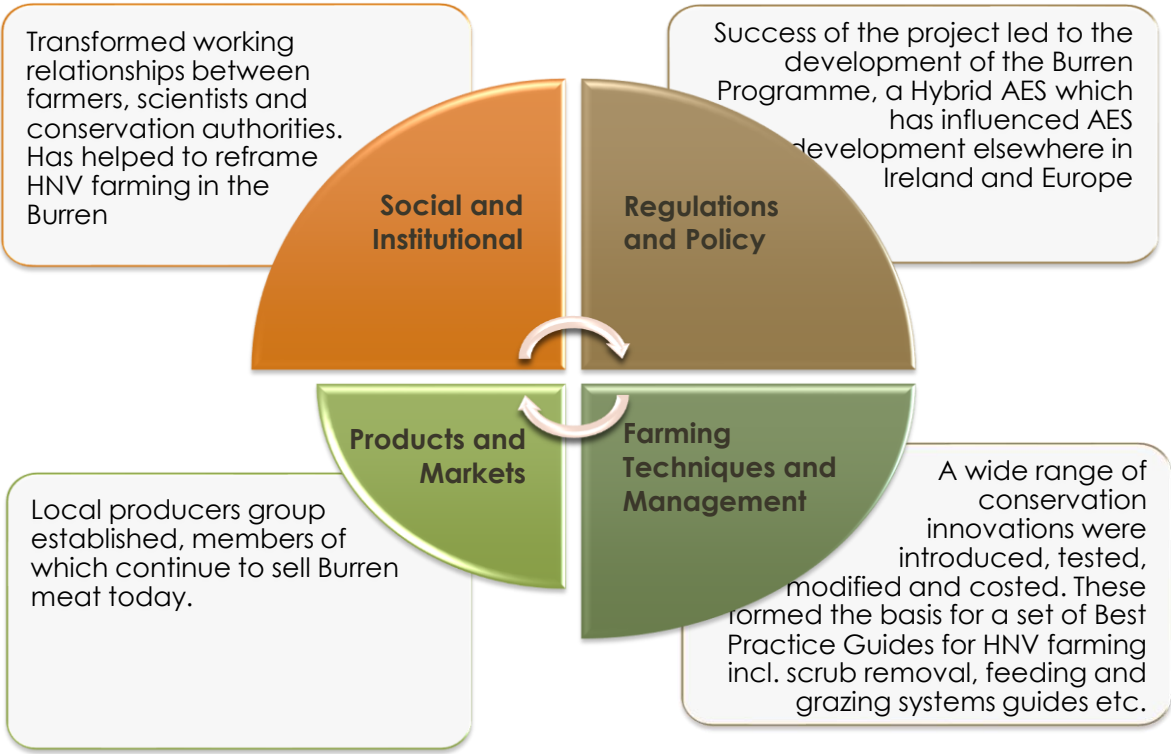 Transformed working
relationships between
farmers, scientists and
conservation authorities.
Has helped to reframe
HNV farming in the
Burren
Success of the project led to the
development of the Burren
Programme, a Hybrid AES which
has influenced AES
development elsewhere in
Ireland and Europe
Social and
Institutional
Regulations
and Policy
Products and
Markets
Farming
Techniques and
Management
Local producers group
established, members of
which continue to sell Burren
meat today.
A wide range of
conservation
innovations were
introduced, tested,
modified and costed. These
formed the basis for a set of Best
Practice Guides for HNV farming
incl. scrub removal, feeding and
grazing systems guides etc.